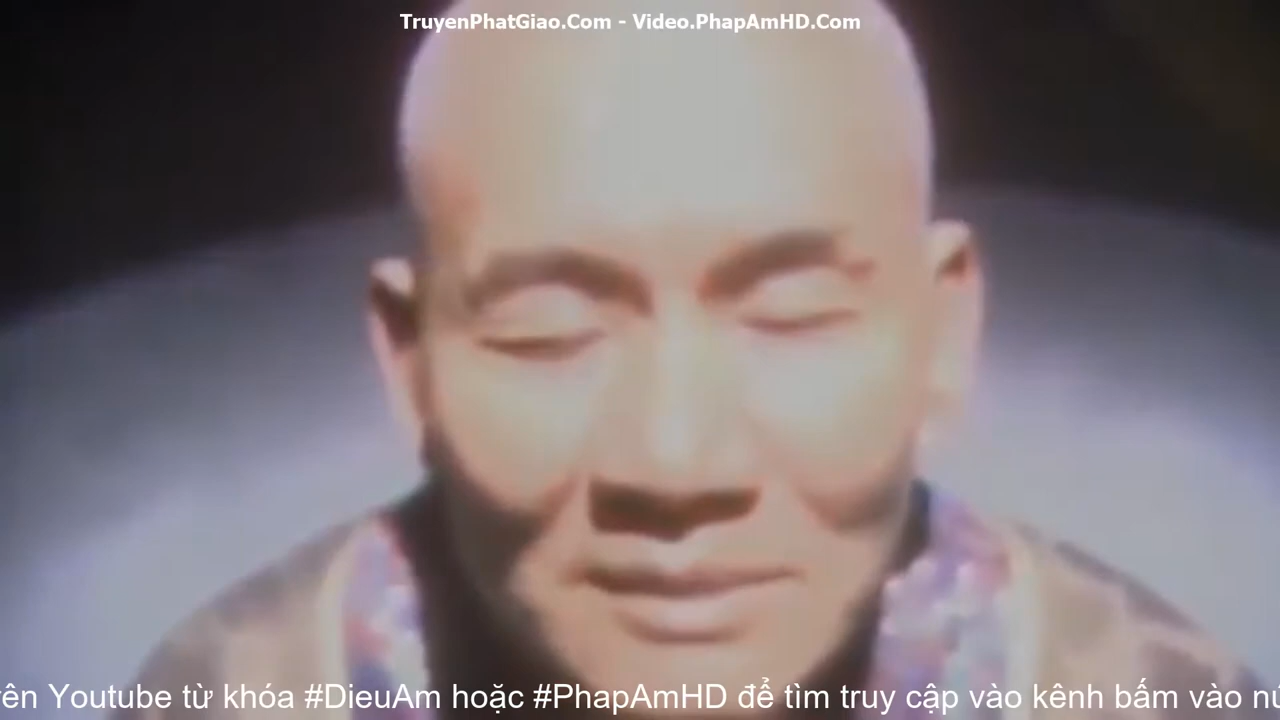 TruyenPhatGiao.Com - Video.PhapAmHD.Com
Youtube từ khóa #DieuAm hoặc #PhapAmHD để tìm truy cập vào kênh bấm vào